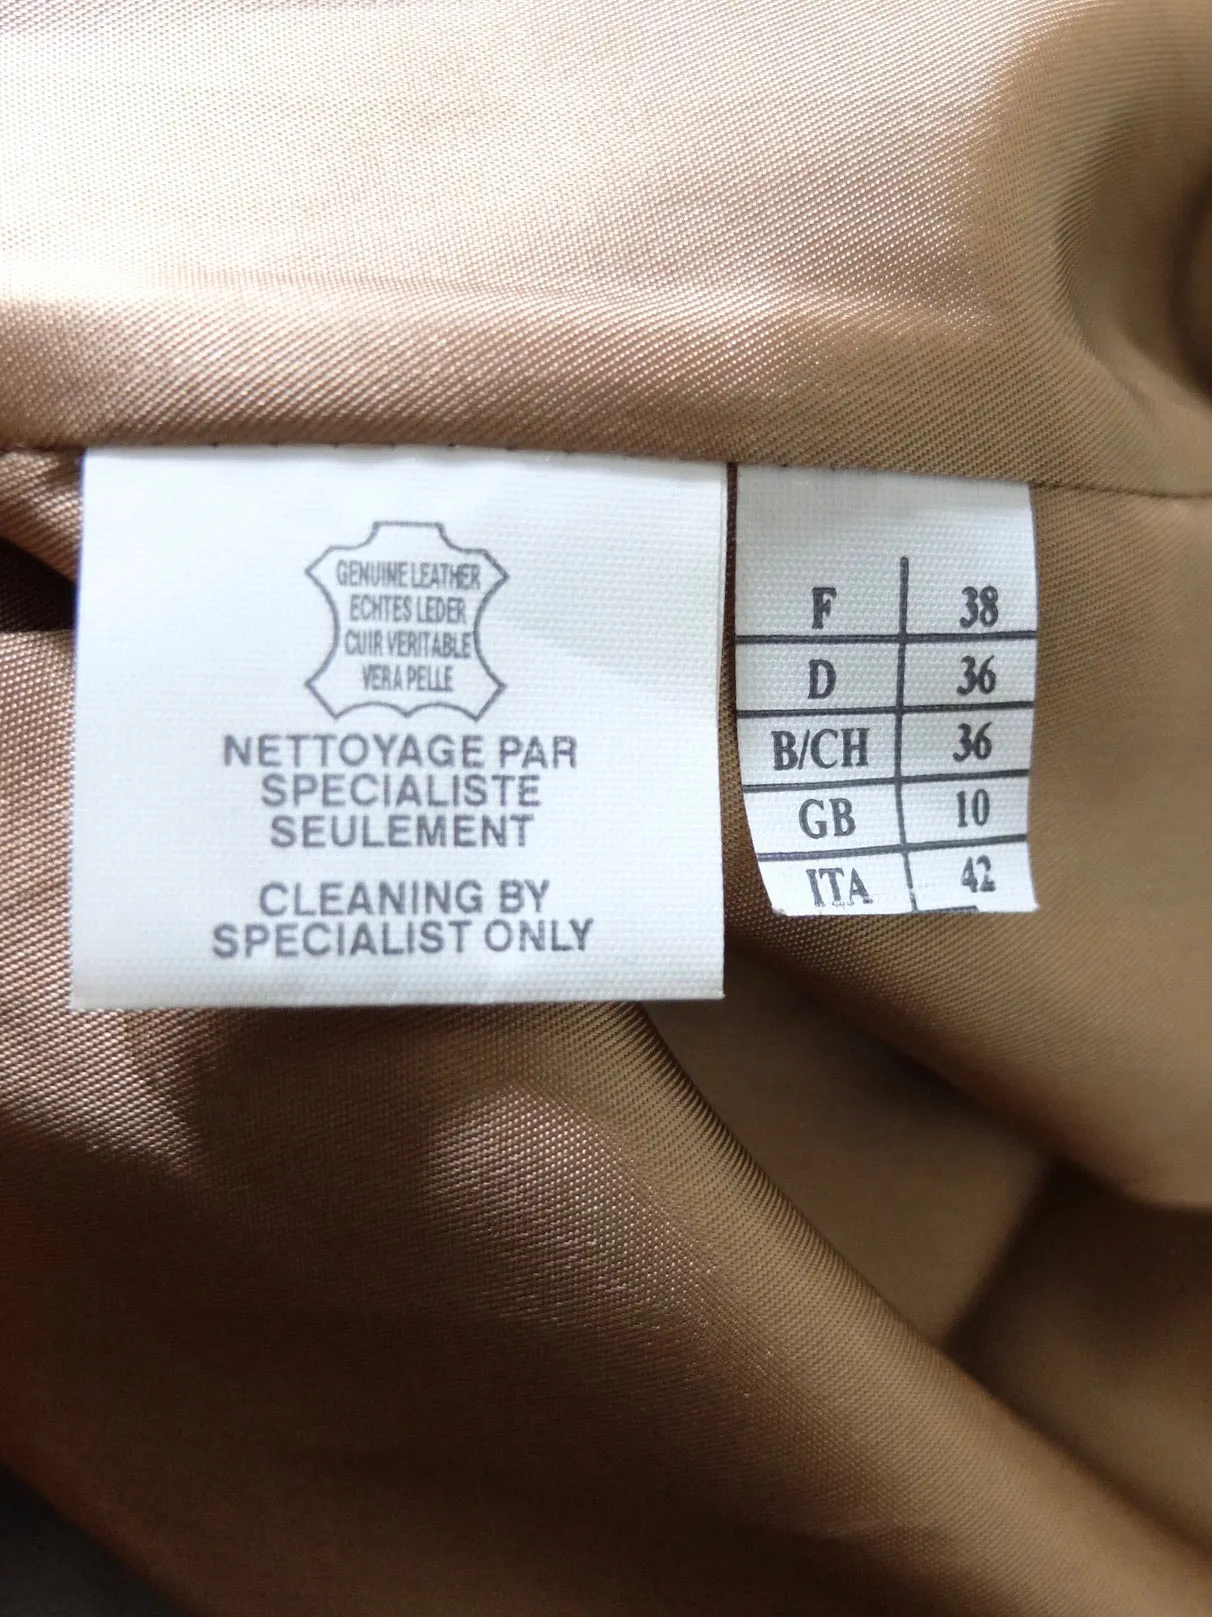 GENUINE LEATHER
ECHTES LEDER
CUIR VERITABLE
VERA PELLE
NETTOYAGE PAR
SPECIALISTE
SEULEMENT
CLEANING BY
SPECIALIST ONLY
F 38
D 36
B/CH 36
GB 10
ITA 42